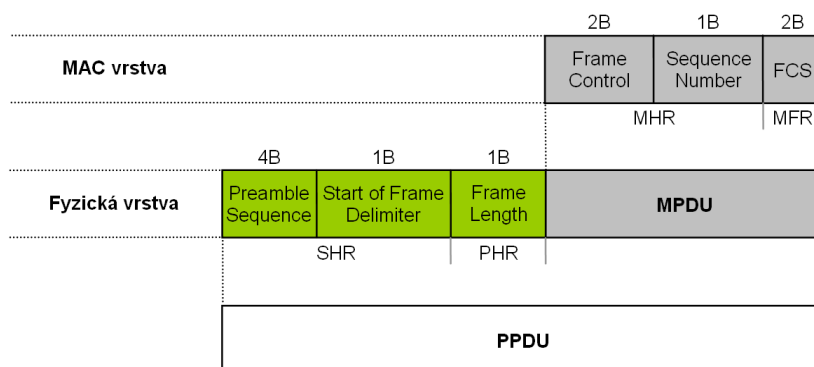 2B 1B 2B
MAC vrstva
Frame Control
Sequence Number
FCS
MHR MFR
4B 1B 1B
Fyzická vrstva
Preamble Sequence
Start of Frame Delimiter
Frame Length
MPDU
SHR PHR
PPDU